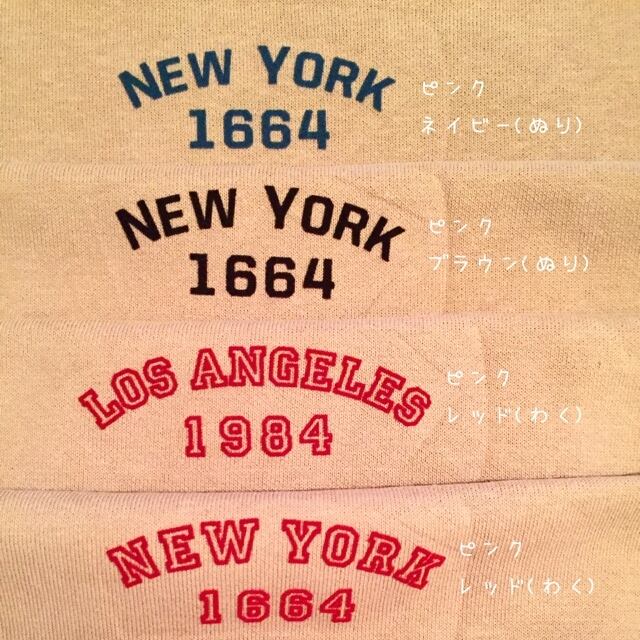 NEW YORK
1664
ピンク
ネイビー(ぬり)
NEW YORK
1664
ピンク
ブラウン(ぬり)
LOS ANGELES
1984
ピンク
レッド(わく)
NEW YORK
1664
ピンク
レッド(わく)